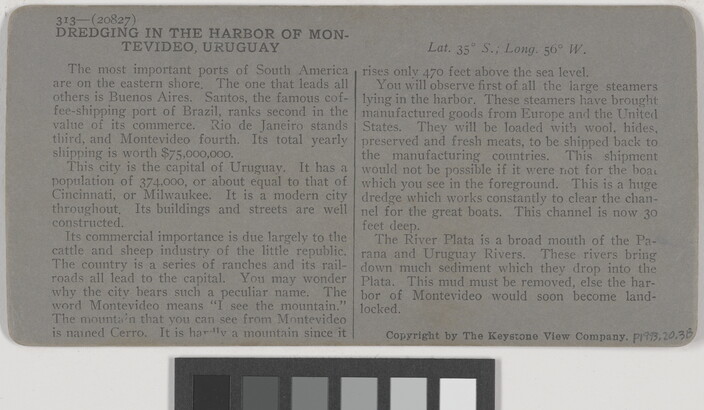 313—(20827)
DREDGING IN THE HARBOR OF MON-
TEVIDEO, URUGUAY
The most important ports of South America
are on the eastern shore. The one that leads all
others is Buenos Aires. Santos, the famous cof-
fee-shipping port of Brazil, ranks second in the
value of its commerce. Rio de Janeiro stands
third, and Montevideo fourth. Its total yearly
shipping is worth $75,000,000.
This city is the capital of Uruguay. It has a
population of 374,000, or about equal to that of
Cincinnati, or Milwaukee. It is a modern city
throughout. Its buildings and streets are well
constructed.
Its commercial importance is due largely to the
cattle and sheep industry of the little republic.
The country is a series of ranches and its rail-
roads all lead to the capital. You may wonder
why the city bears such a peculiar name. The
word Montevideo means "I see the mountain."
The mountain that you can see from Montevideo
is named Cerro. It is hardly a mountain since it
Lat. 35° S.; Long. 56° W.
rises only 470 feet above the sea level.
You will observe first of all the large steamers
lying in the harbor. These steamers have brought
manufactured goods from Europe and the United
States. They will be loaded with wool, hides,
preserved and fresh meats, to be shipped back to
the manufacturing countries. This shipment
would not be possible if it were not for the boat
which you see in the foreground. This is a huge
dredge which works constantly to clear the chan-
nel for the great boats. This channel is now 30
feet deep.
The River Plata is a broad mouth of the Pa-
rana and Uruguay Rivers. These rivers bring
down much sediment which they drop into the
Plata. This mud must be removed, else the har-
bor of Montevideo would soon become land-
locked.
Copyright by The Keystone View Company.